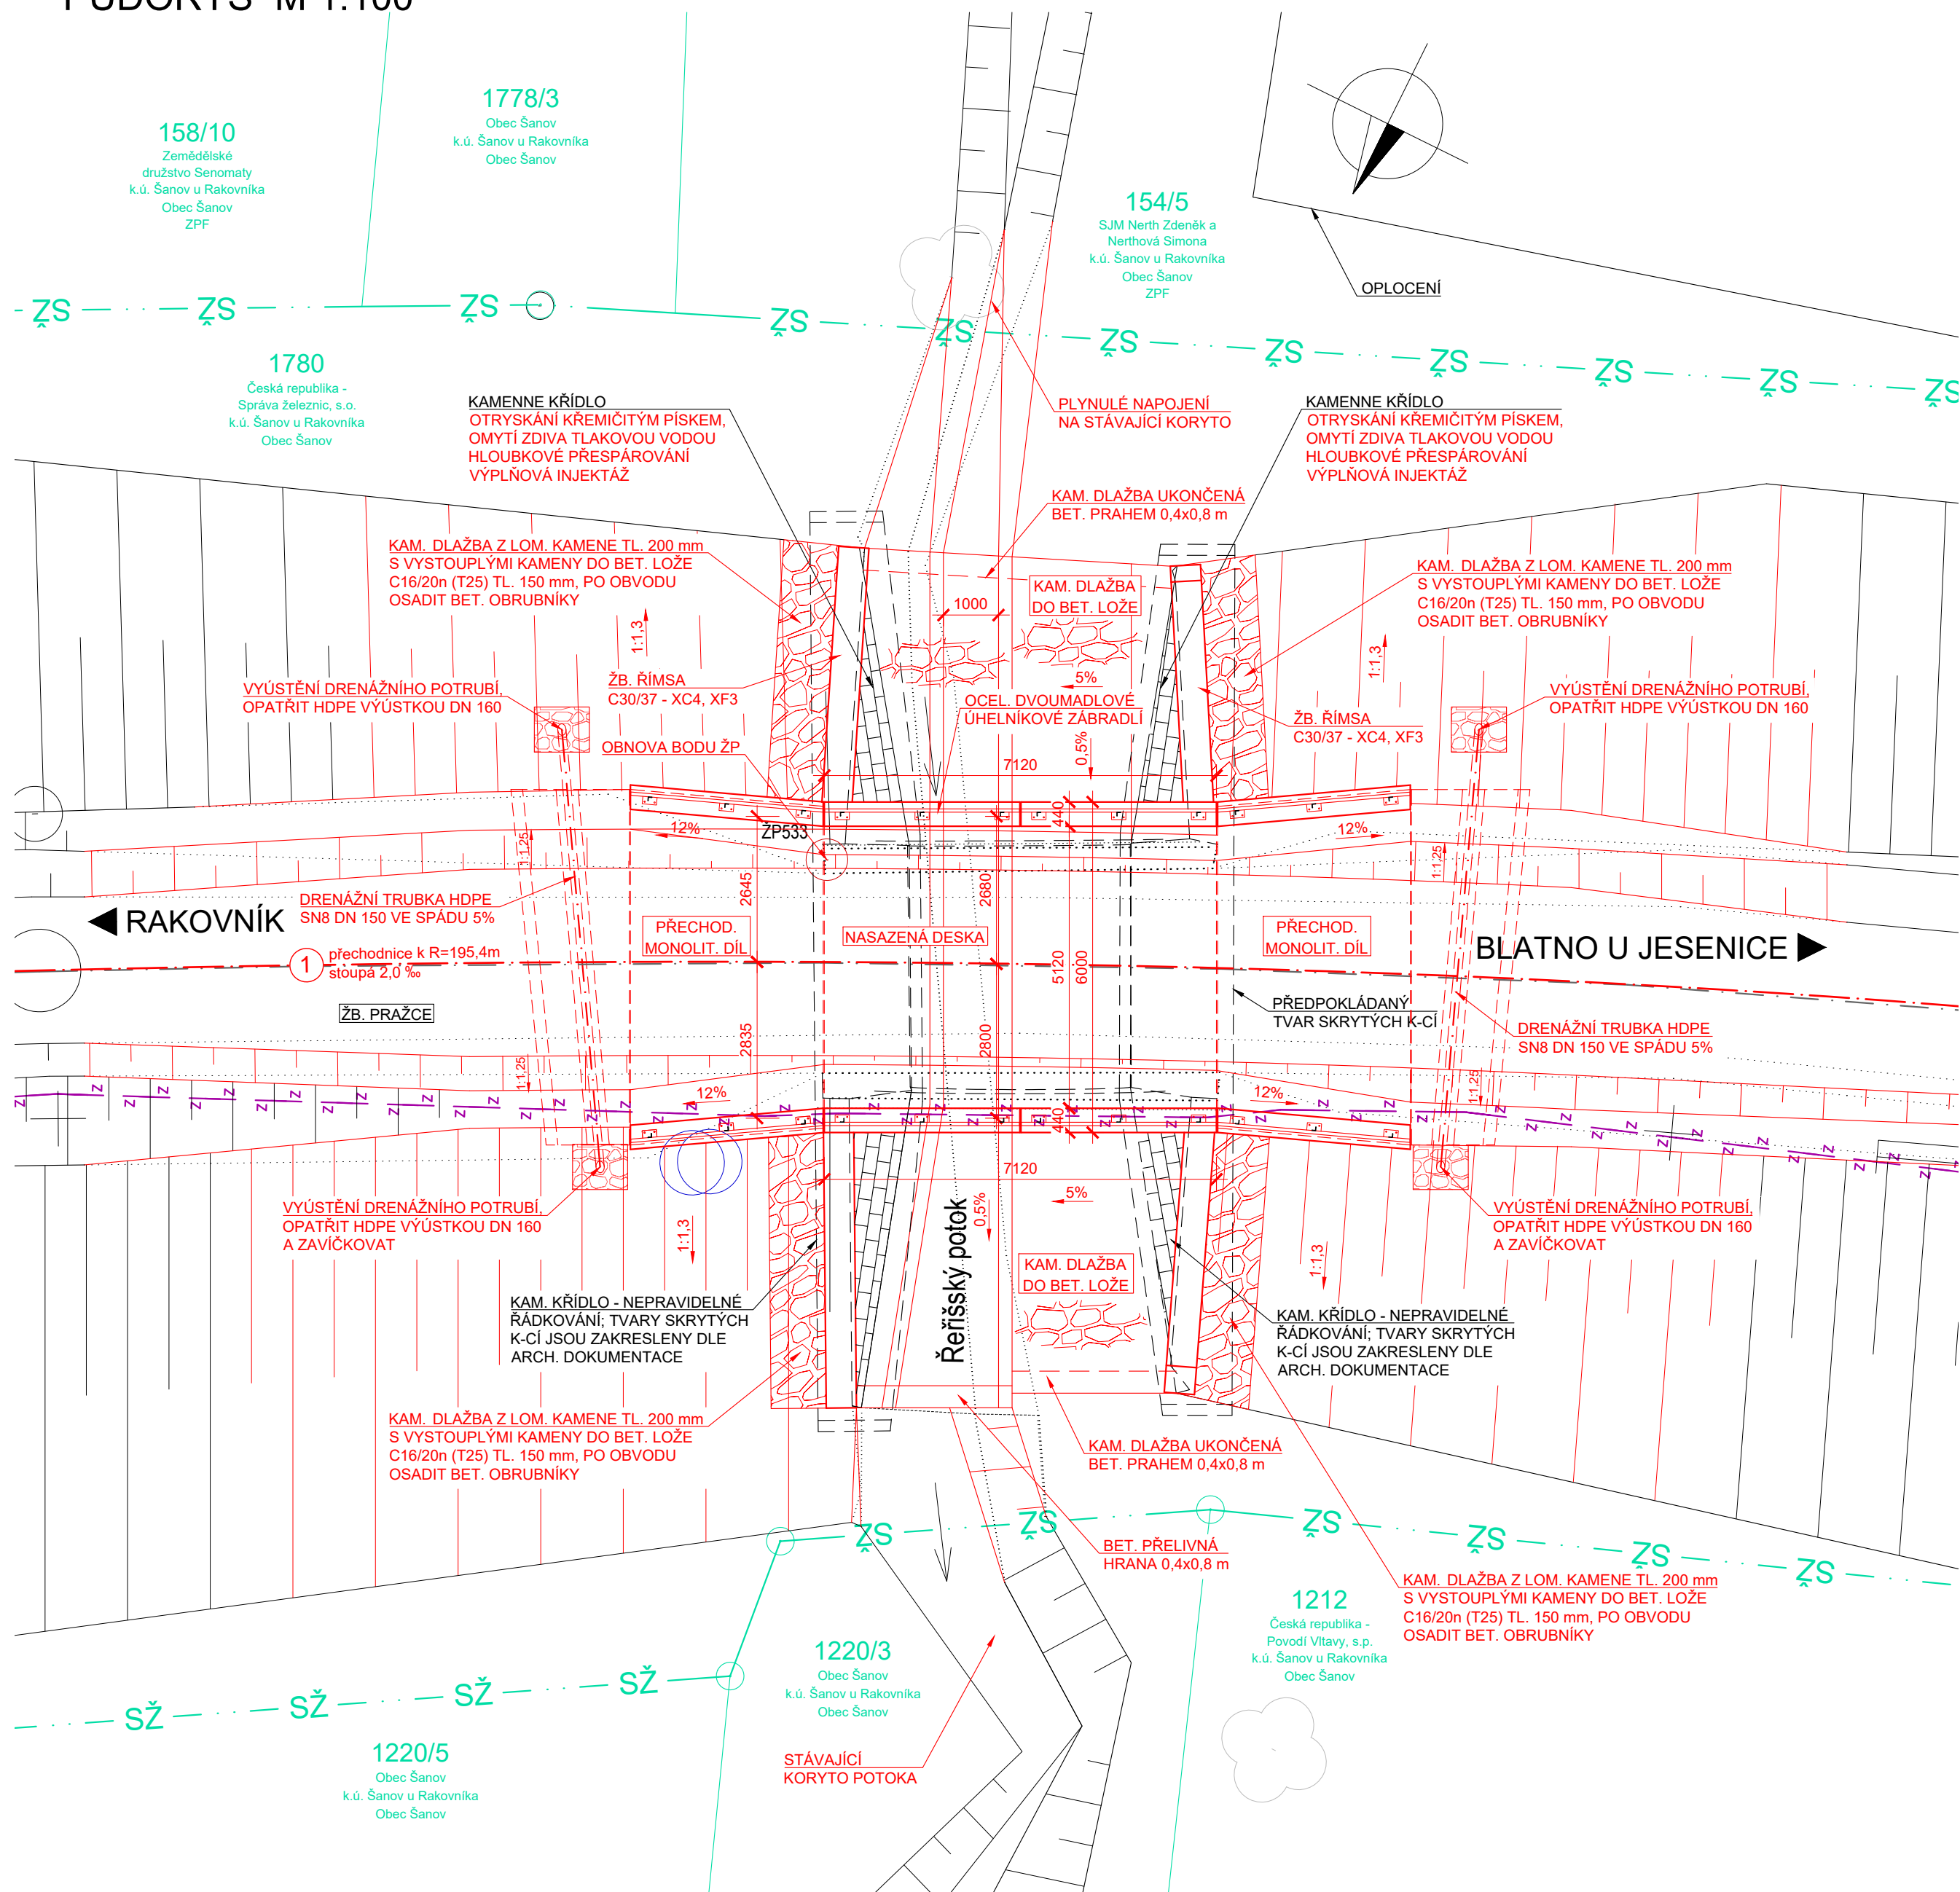 PŮDORYS M 1:100
1778/3
Obec Šanov
k.ú. Šanov u Rakovníka
Obec Šanov
158/10
Zemědělské
družstvo Senomaty
k.ú. Šanov u Rakovníka
Obec Šanov
ZPF
154/5
SJM Nerth Zdeněk a
Nerthová Simona
k.ú. Šanov u Rakovníka
Obec Šanov
ZPF
OPLOCENÍ
SŽ SŽ SŽ SŽ SŽ SŽ SŽ SŽ SŽ SŽ SŽ
1780
Česká republika -
Správa železnic, s.o.
k.ú. Šanov u Rakovníka
Obec Šanov
KAMENNE KŘÍDLO
OTRYSKÁNÍ KŘEMIČITÝM PÍSKEM,
OMYTÍ ZDIVA TLAKOVOU VODOU
HLOUBKOVÉ PŘESPÁROVÁNÍ
VÝPLŇOVÁ INJEKTÁŽ
PLYNULÉ NAPOJENÍ
NA STÁVAJÍCÍ KORYTO
KAMENNE KŘÍDLO
OTRYSKÁNÍ KŘEMIČITÝM PÍSKEM,
OMYTÍ ZDIVA TLAKOVOU VODOU
HLOUBKOVÉ PŘESPÁROVÁNÍ
VÝPLŇOVÁ INJEKTÁŽ
KAM. DLAŽBA UKONČENÁ
BET. PRAHEM 0,4x0,8 m
KAM. DLAŽBA Z LOM. KAMENE TL. 200 mm
S VYSTOUPLÝMI KAMENY DO BET. LOŽE
C16/20n (T25) TL. 150 mm, PO OBVODU
OSADIT BET. OBRUBNÍKY
KAM. DLAŽBA
DO BET. LOŽE
1000
KAM. DLAŽBA Z LOM. KAMENE TL. 200 mm
S VYSTOUPLÝMI KAMENY DO BET. LOŽE
C16/20n (T25) TL. 150 mm, PO OBVODU
OSADIT BET. OBRUBNÍKY
1:1,3
1:1,3
VYÚSTĚNÍ DRENÁŽNÍHO POTRUBÍ,
OPATŘIT HDPE VÝÚSTKOU DN 160
ŽB. ŘÍMSA
C30/37 - XC4, XF3
5%
OCEL. DVOUMADLOVÉ
ÚHELNÍKOVÉ ZÁBRADLÍ
ŽB. ŘÍMSA
C30/37 - XC4, XF3
VYÚSTĚNÍ DRENÁŽNÍHO POTRUBÍ,
OPATŘIT HDPE VÝÚSTKOU DN 160
OBNOVA BODU ŽP
0,5%
7120
440
12%
ŽP533
12%
1:1,25
1:1,25
2645
2680
DRENÁŽNÍ TRUBKA HDPE
SN8 DN 150 VE SPÁDU 5%
RAKOVNÍK
PŘECHOD.
MONOLIT. DÍL
NASAZENÁ DESKA
PŘECHOD.
MONOLIT. DÍL
BLATNO U JESENICE
1
přechodnice k R=195,4m
stoupá 2,0 ‰
5120
6000
ŽB. PRAŽCE
PŘEDPOKLÁDANÝ
TVAR SKRYTÝCH K-CÍ
DRENÁŽNÍ TRUBKA HDPE
SN8 DN 150 VE SPÁDU 5%
2835
2800
1:1,25
1:1,25
12%
12%
Z Z Z Z Z Z Z Z Z Z Z Z Z Z Z Z Z Z Z Z Z Z Z Z
440
7120
5%
0,5%
Řeřišský potok
VYÚSTĚNÍ DRENÁŽNÍHO POTRUBÍ,
OPATŘIT HDPE VÝÚSTKOU DN 160
A ZAVÍČKOVAT
1:1,3
1:1,3
VYÚSTĚNÍ DRENÁŽNÍHO POTRUBÍ,
OPATŘIT HDPE VÝÚSTKOU DN 160
A ZAVÍČKOVAT
KAM. DLAŽBA
DO BET. LOŽE
KAM. KŘÍDLO - NEPRAVIDELNÉ
ŘÁDKOVÁNÍ; TVARY SKRYTÝCH
K-CÍ JSOU ZAKRESLENY DLE
ARCH. DOKUMENTACE
KAM. KŘÍDLO - NEPRAVIDELNÉ
ŘÁDKOVÁNÍ; TVARY SKRYTÝCH
K-CÍ JSOU ZAKRESLENY DLE
ARCH. DOKUMENTACE
KAM. DLAŽBA Z LOM. KAMENE TL. 200 mm
S VYSTOUPLÝMI KAMENY DO BET. LOŽE
C16/20n (T25) TL. 150 mm, PO OBVODU
OSADIT BET. OBRUBNÍKY
KAM. DLAŽBA UKONČENÁ
BET. PRAHEM 0,4x0,8 m
SŽ SŽ SŽ SŽ SŽ SŽ
BET. PŘELIVNÁ
HRANA 0,4x0,8 m
KAM. DLAŽBA Z LOM. KAMENE TL. 200 mm
S VYSTOUPLÝMI KAMENY DO BET. LOŽE
C16/20n (T25) TL. 150 mm, PO OBVODU
OSADIT BET. OBRUBNÍKY
1212
Česká republika -
Povodí Vltavy, s.p.
k.ú. Šanov u Rakovníka
Obec Šanov
1220/3
Obec Šanov
k.ú. Šanov u Rakovníka
Obec Šanov
SŽ SŽ SŽ SŽ
1220/5
Obec Šanov
k.ú. Šanov u Rakovníka
Obec Šanov
STÁVAJÍCÍ
KORYTO POTOKA